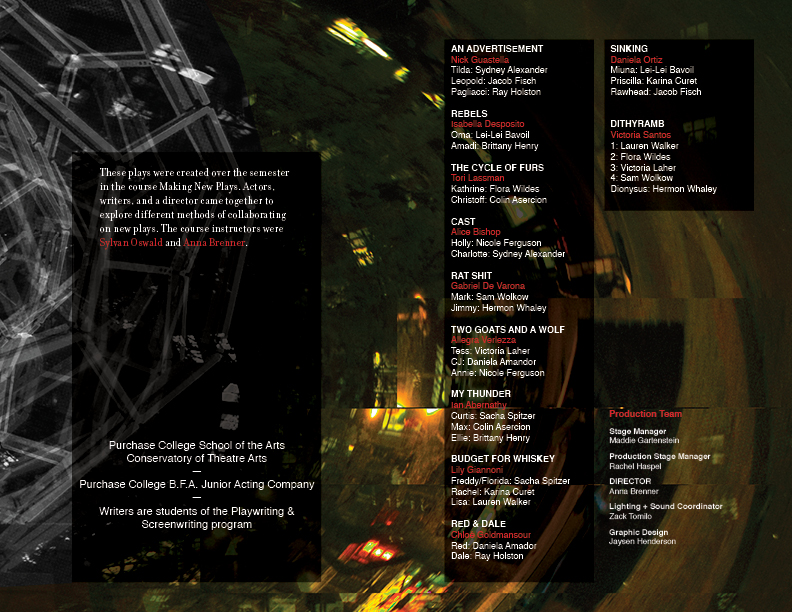 These plays were created over the semester
in the course Making New Plays. Actors,
writers, and a director came together to
explore different methods of collaborating
on new plays. The course instructors were
Sylvan Oswald and Anna Brenner.
Purchase College School of the Arts
Conservatory of Theatre Arts
—
Purchase College B.F.A. Junior Acting Company
—
Writers are students of the Playwriting &
Screenwriting program
AN ADVERTISEMENT
Nick Guastella
Tilda: Sydney Alexander
Leopold: Jacob Fisch
Pagliacci: Ray Holston
REBELS
Isabella Desposito
Oma: Lei-Lei Bavoil
Amadi: Brittany Henry
THE CYCLE OF FURS
Tori Lassman
Kathrine: Flora Wildes
Christoff: Colin Asercion
CAST
Alice Bishop
Holly: Nicole Ferguson
Charlotte: Sydney Alexander
RAT SHIT
Gabriel De Varona
Mark: Sam Wolkow
Jimmy: Hermon Whaley
TWO GOATS AND A WOLF
Allegra Verlezza
Tess: Victoria Laher
CJ: Daniela Amandor
Annie: Nicole Ferguson
MY THUNDER
Ian Abernathy
Curtis: Sacha Spitzer
Max: Colin Asercion
Ellie: Brittany Henry
BUDGET FOR WHISKEY
Lily Giannoni
Freddy/Florida: Sacha Spitzer
Rachel: Karina Curet
Lisa: Lauren Walker
RED & DALE
Chloe Goldmansour
Red: Daniela Amador
Dale: Ray Holston
SINKING
Daniela Ortiz
Miuna: Lei-Lei Bavoil
Priscilla: Karina Curet
Rawhead: Jacob Fisch
DITHYRAMB
Victoria Santos
1: Lauren Walker
2: Flora Wildes
3: Victoria Laher
4: Sam Wolkow
Dionysus: Hermon Whaley
Production Team
Stage Manager
Maddie Gartenstein
Production Stage Manager
Rachel Haspel
DIRECTOR
Anna Brenner
Lighting + Sound Coordinator
Zack Tomilo
Graphic Design
Jaysen Henderson